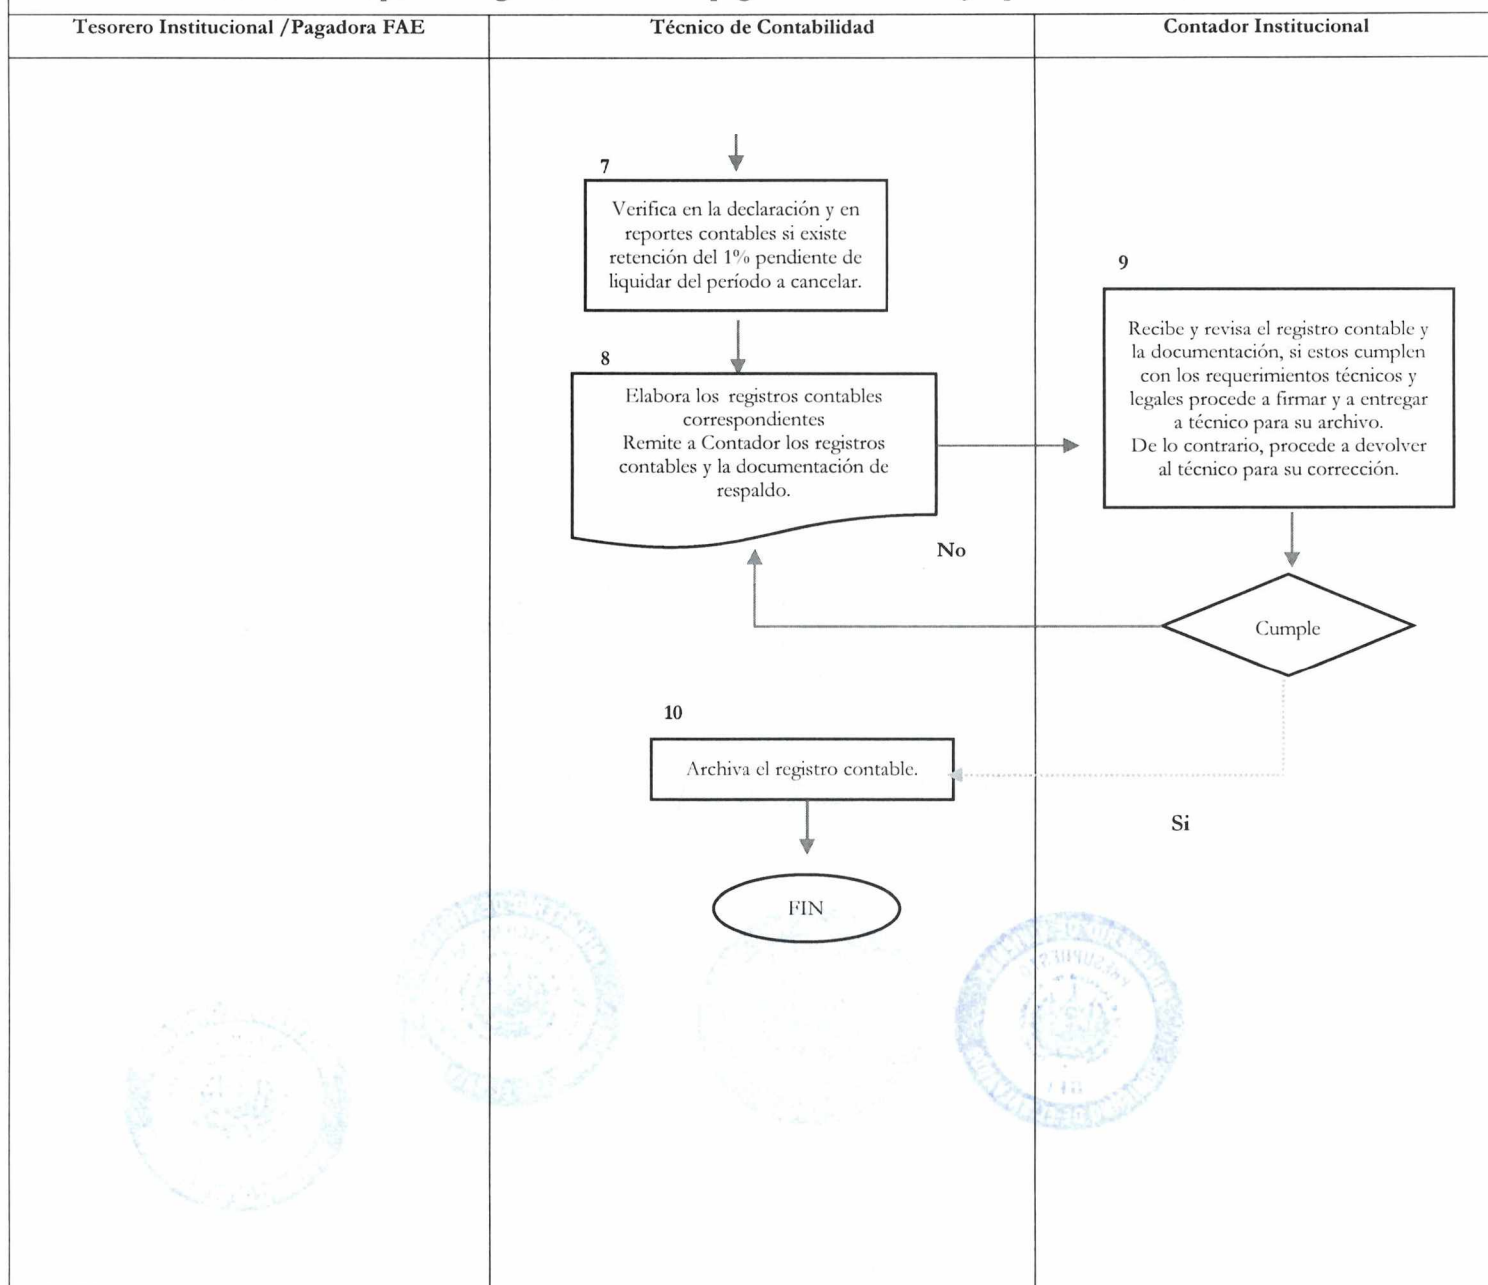 Tesorero Institucional /Pagadora FAE
Técnico de Contabilidad
Contador Institucional
7
Verifica en la declaración y en
reportes contables si existe
retención del 1% pendiente de
liquidar del período a cancelar.
8
Elabora los registros contables
correspondientes
Remite a Contador los registros
contables y la documentación de
respaldo.
9
Recibe y revisa el registro contable y
la documentación, si estos cumplen
con los requerimientos técnicos y
legales procede a firmar y a entregar
a técnico para su archivo.
De lo contrario, procede a devolver
al técnico para su corrección.
No
Cumple
10
Archiva el registro contable.
Si
FIN